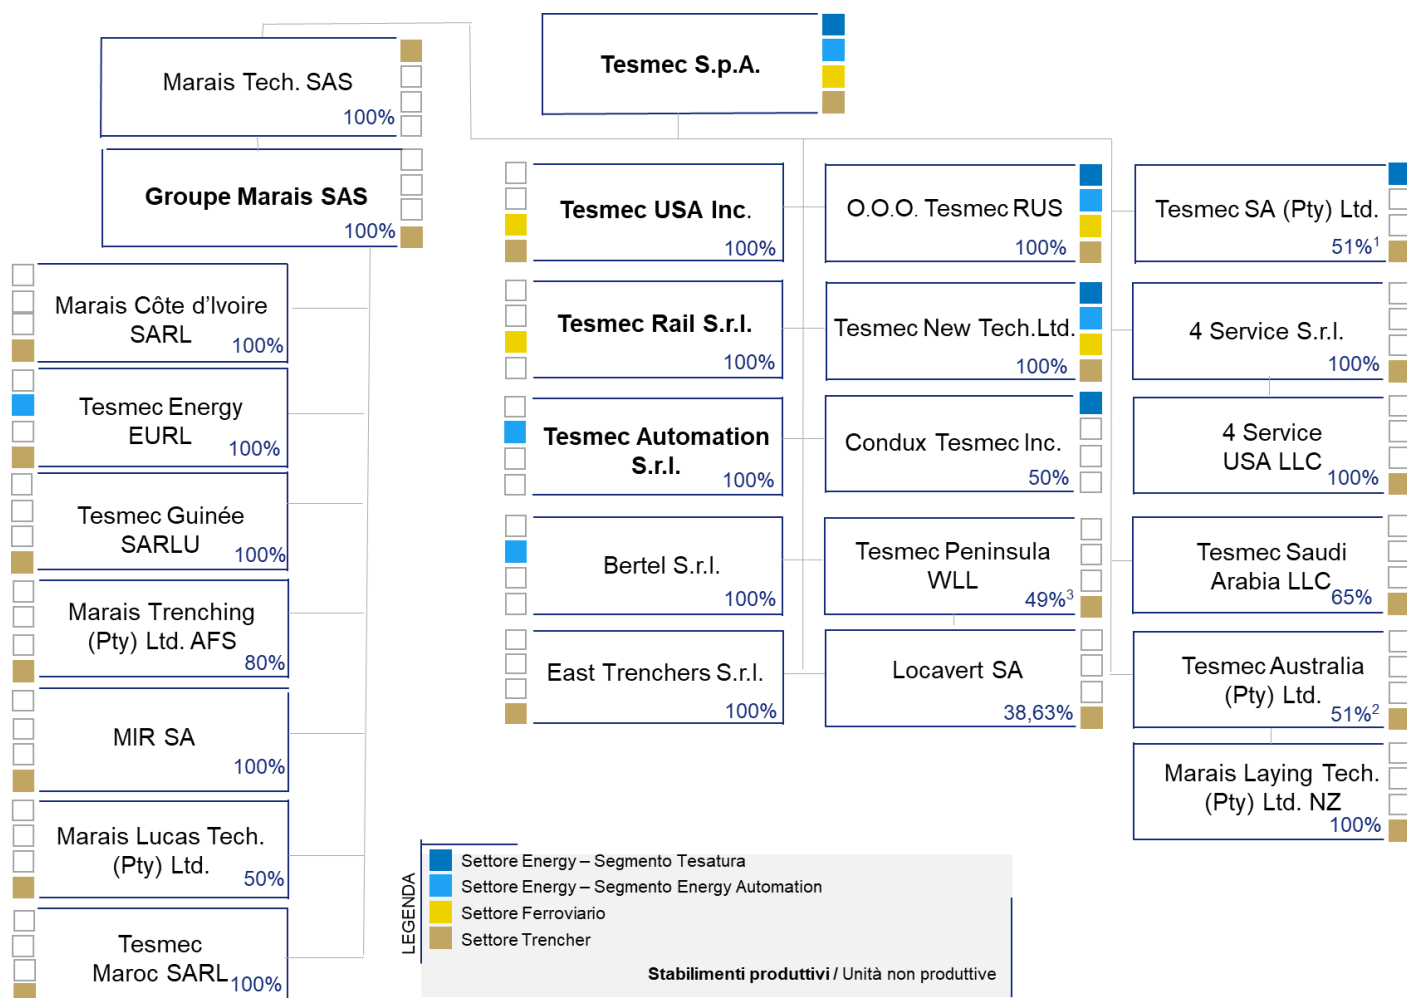 Tesmec S.p.A.
Marais Tech. SAS
100%
Groupe Marais SAS
100%
Marais Côte d'Ivoire
SARL
100%
Tesmec Energy
EURL
100%
Tesmec Guinée
SARLU
100%
Marais Trenching
(Pty) Ltd. AFS
80%
MIR SA
100%
Marais Lucas Tech.
(Pty) Ltd.
50%
Tesmec
Maroc SARL
100%
Tesmec USA Inc.
100%
Tesmec Rail S.r.l.
100%
Tesmec Automation
S.r.l.
100%
Bertel S.r.l.
100%
East Trenchers S.r.l.
100%
O.O.O. Tesmec RUS
100%
Tesmec New Tech.Ltd.
100%
Condux Tesmec Inc.
50%
Tesmec Peninsula
WLL
49%³
Locavert SA
38,63%
Tesmec SA (Pty) Ltd.
51%¹
4 Service S.r.l.
100%
4 Service
USA LLC
100%
Tesmec Saudi
Arabia LLC
65%
Tesmec Australia
(Pty) Ltd.
51%²
Marais Laying Tech.
(Pty) Ltd. NZ
100%
LEGENDA
Settore Energy – Segmento Tesatura
Settore Energy – Segmento Energy Automation
Settore Ferroviario
Settore Trencher
Stabilimenti produttivi / Unità non produttive